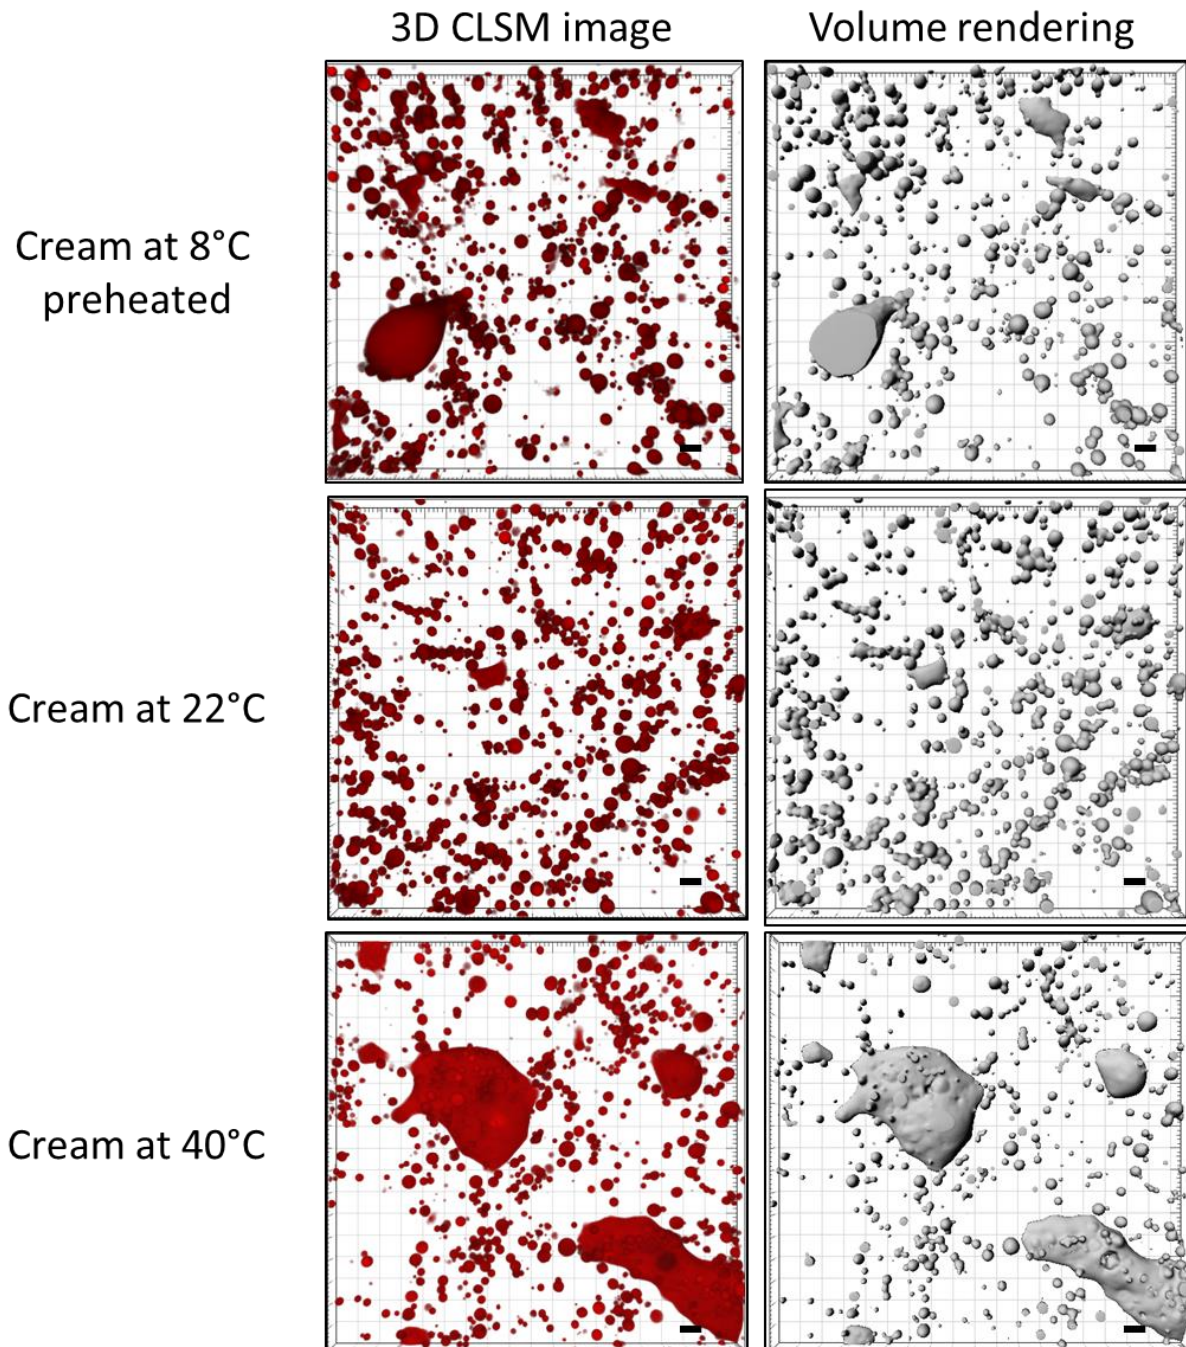 3D CLSM image
Volume rendering
Cream at 8°C
preheated
Cream at 22°C
Cream at 40°C